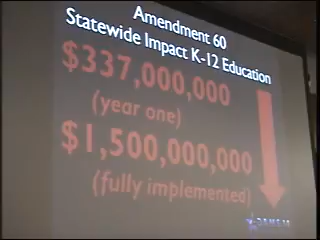 Amendment 60
Statewide Impact K-12 Education
$337,000,000
(year one)
$1,500,000,000
(fully implemented)